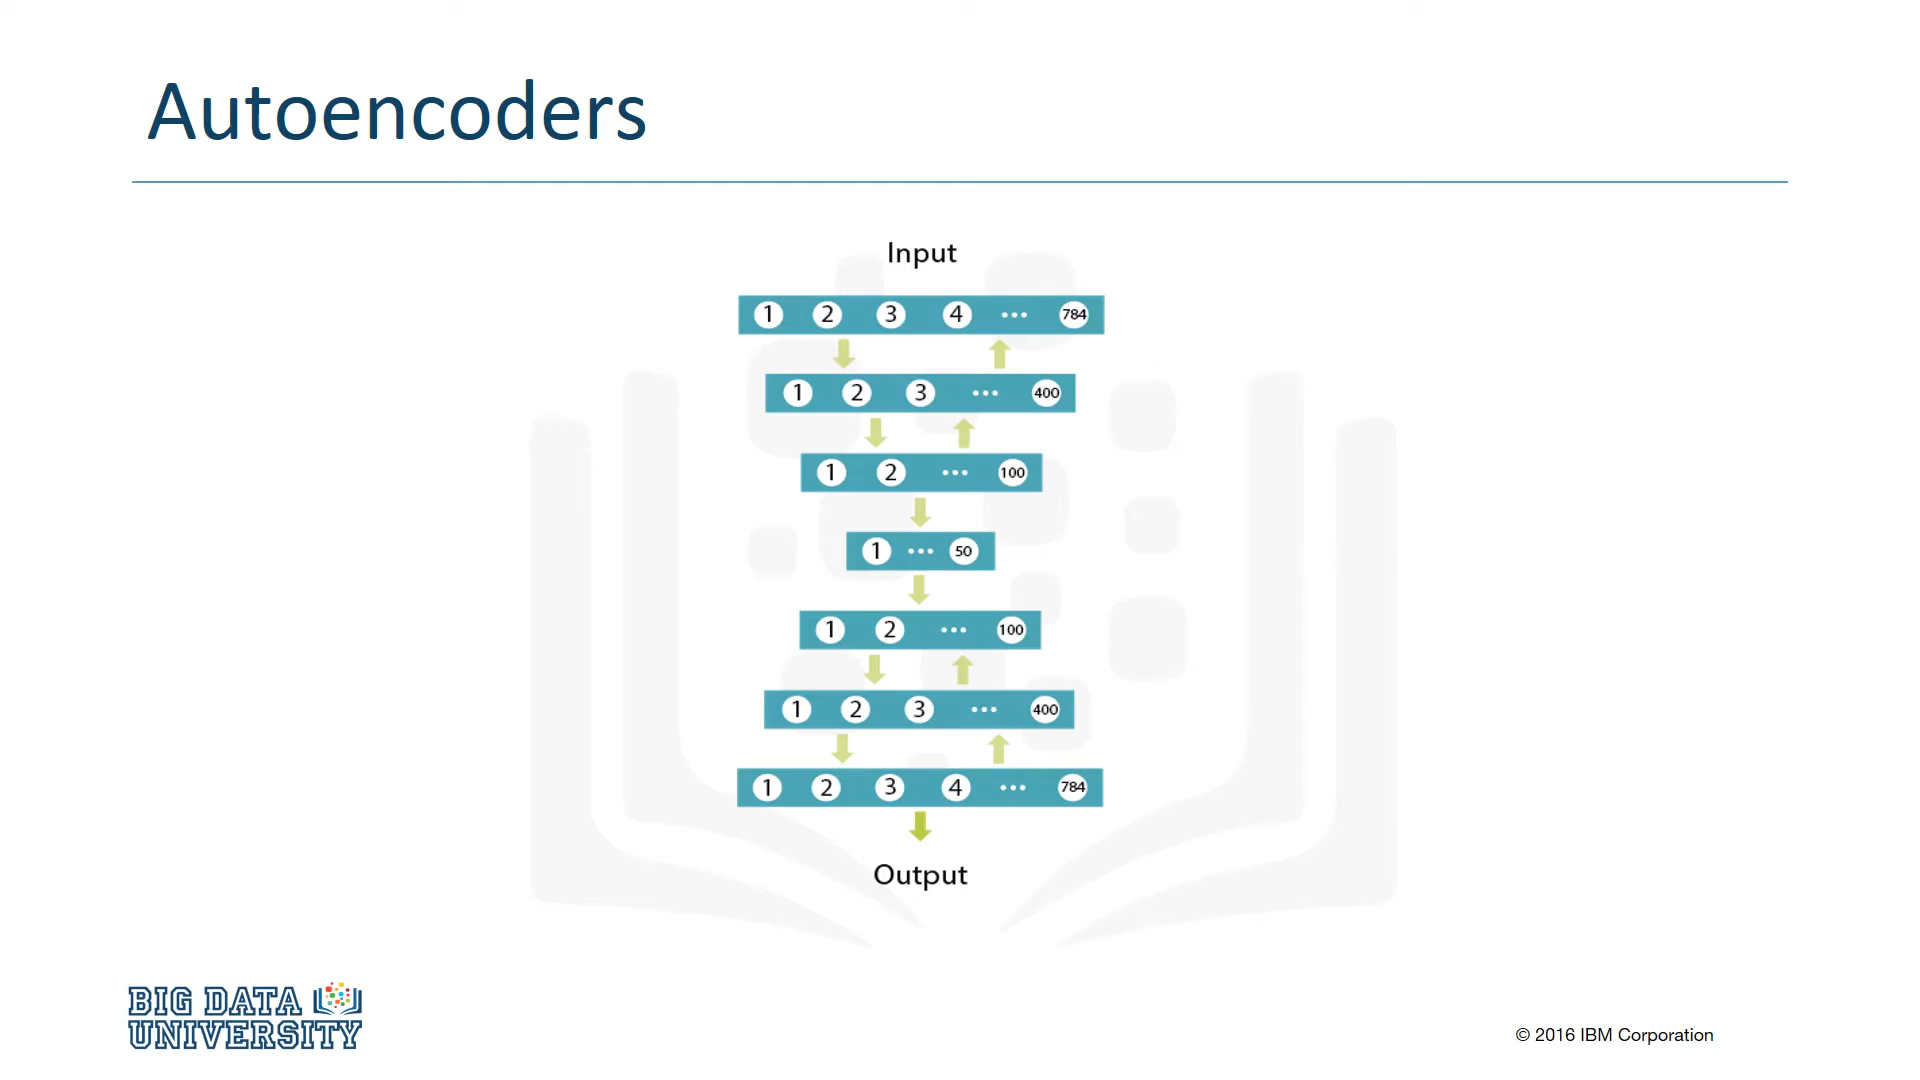 Autoencoders
Input
1 2 3 4 ... 784
1 2 3 ... 400
1 2 ... 100
1 ... 50
1 2 ... 100
1 2 3 ... 400
1 2 3 4 ... 784
Output
BIG DATA
UNIVERSITY
© 2016 IBM Corporation